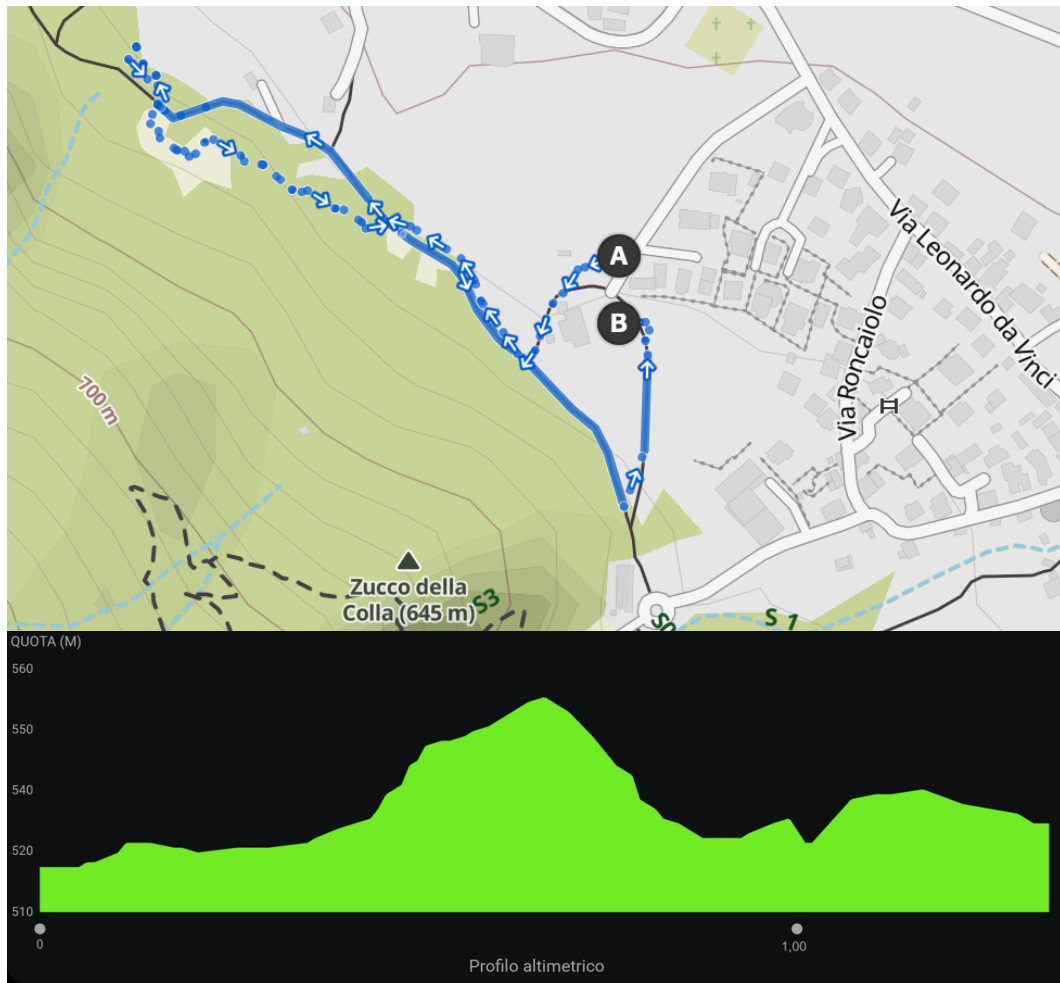 Via Leonardo da Vinci
A
B
Via Roncaiolo
700 m
Zucco della
Colla (645 m)
S3
S0
S 1
QUOTA (M)
560
550
540
520
510
0
1,00
Profilo altimetrico